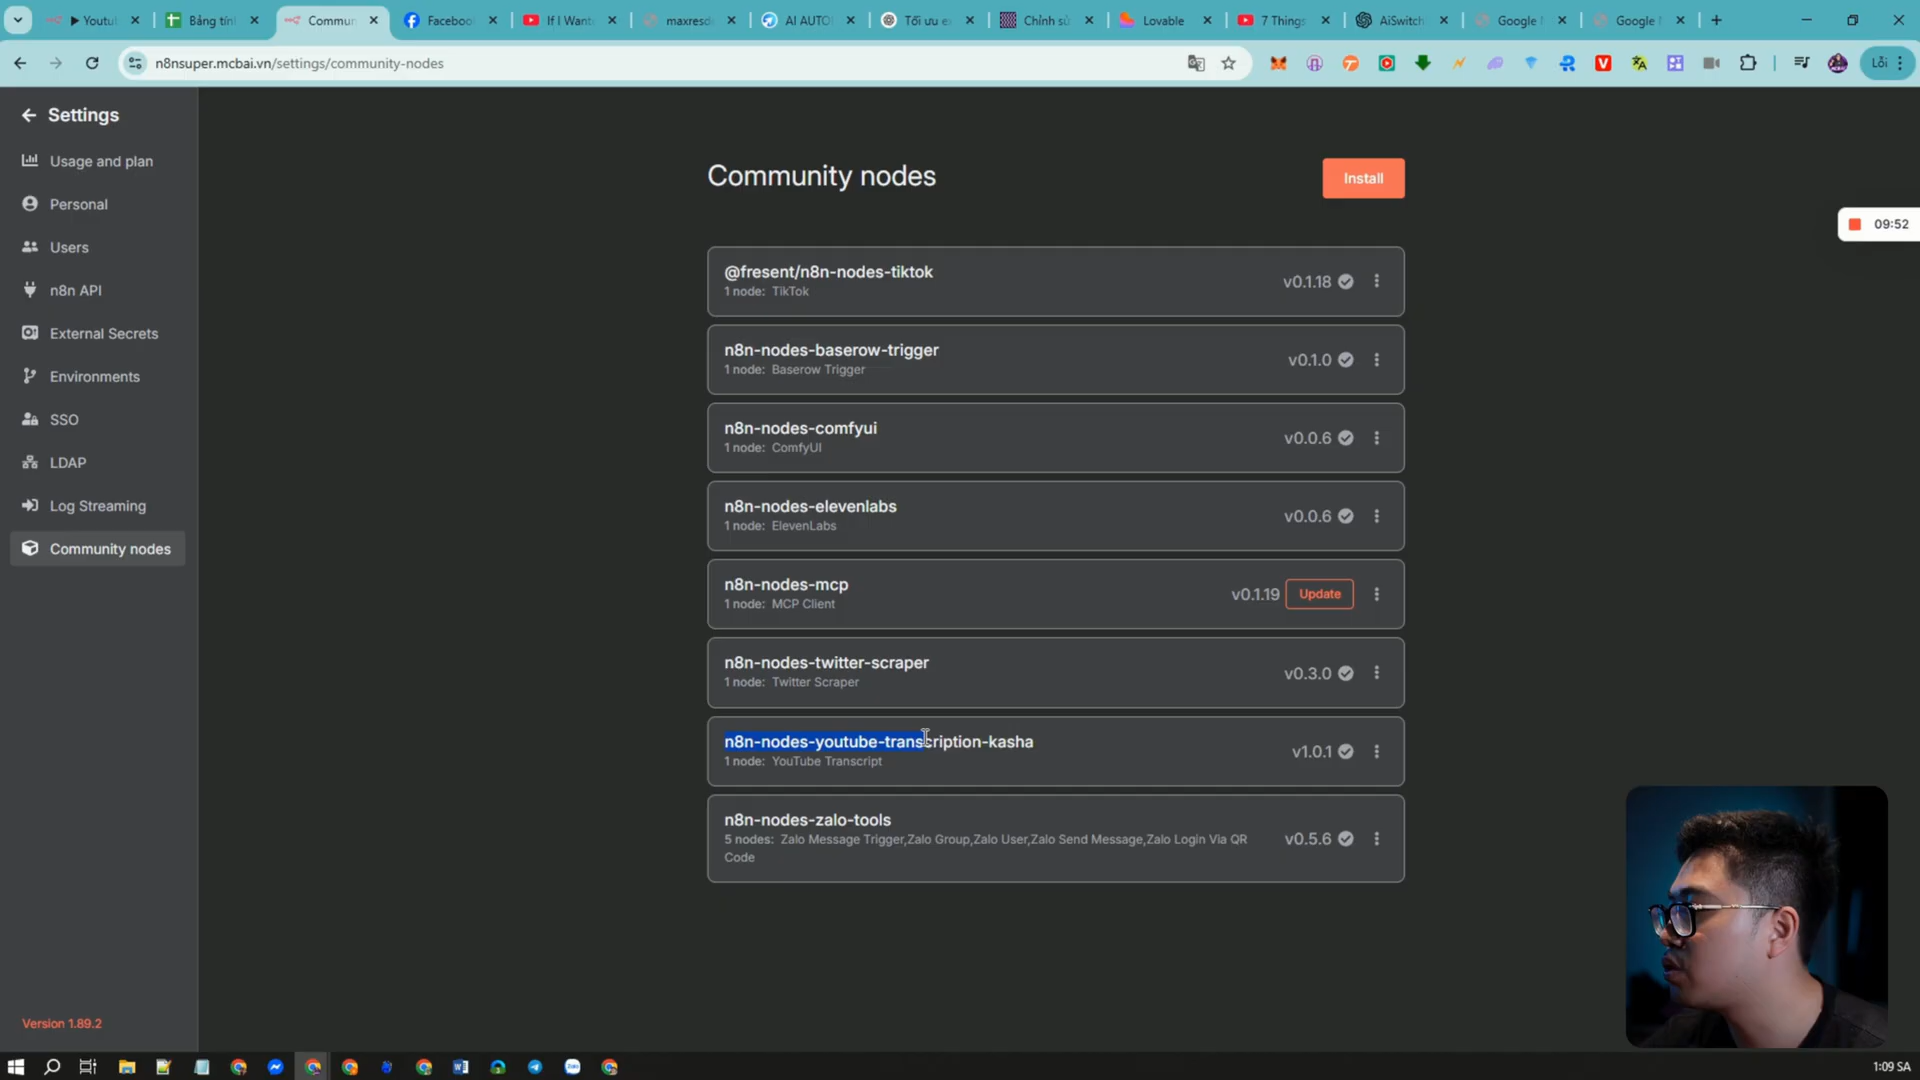 Youtul
Bảng tính
Commun
Facebool
If I Want
maxresd
AI AUTO
Tối ưu e
Chỉnh sử
Lovable
7 Things
AiSwitch
Google
Google
n8nsuper.mcbai.vn/settings/community-nodes
Lỗi
Settings
Usage and plan
Personal
Users
n8n API
External Secrets
Environments
SSO
LDAP
Log Streaming
Community nodes
Version 1.89.2
Community nodes
Install
09:52
@fresent/n8n-nodes-tiktok
1 node: TikTok
v0.1.18
n8n-nodes-baserow-trigger
1 node: Baserow Trigger
v0.1.0
n8n-nodes-comfyui
1 node: ComfyUI
v0.0.6
n8n-nodes-elevenlabs
1 node: ElevenLabs
v0.0.6
n8n-nodes-mcp
1 node: MCP Client
v0.1.19 Update
n8n-nodes-twitter-scraper
1 node: Twitter Scraper
v0.3.0
n8n-nodes-youtube-transcription-kasha
1 node: YouTube Transcript
v1.0.1
n8n-nodes-zalo-tools
5 nodes: Zalo Message Trigger,Zalo Group,Zalo User,Zalo Send Message,Zalo Login Via QR
Code
v0.5.6
1:09 SA